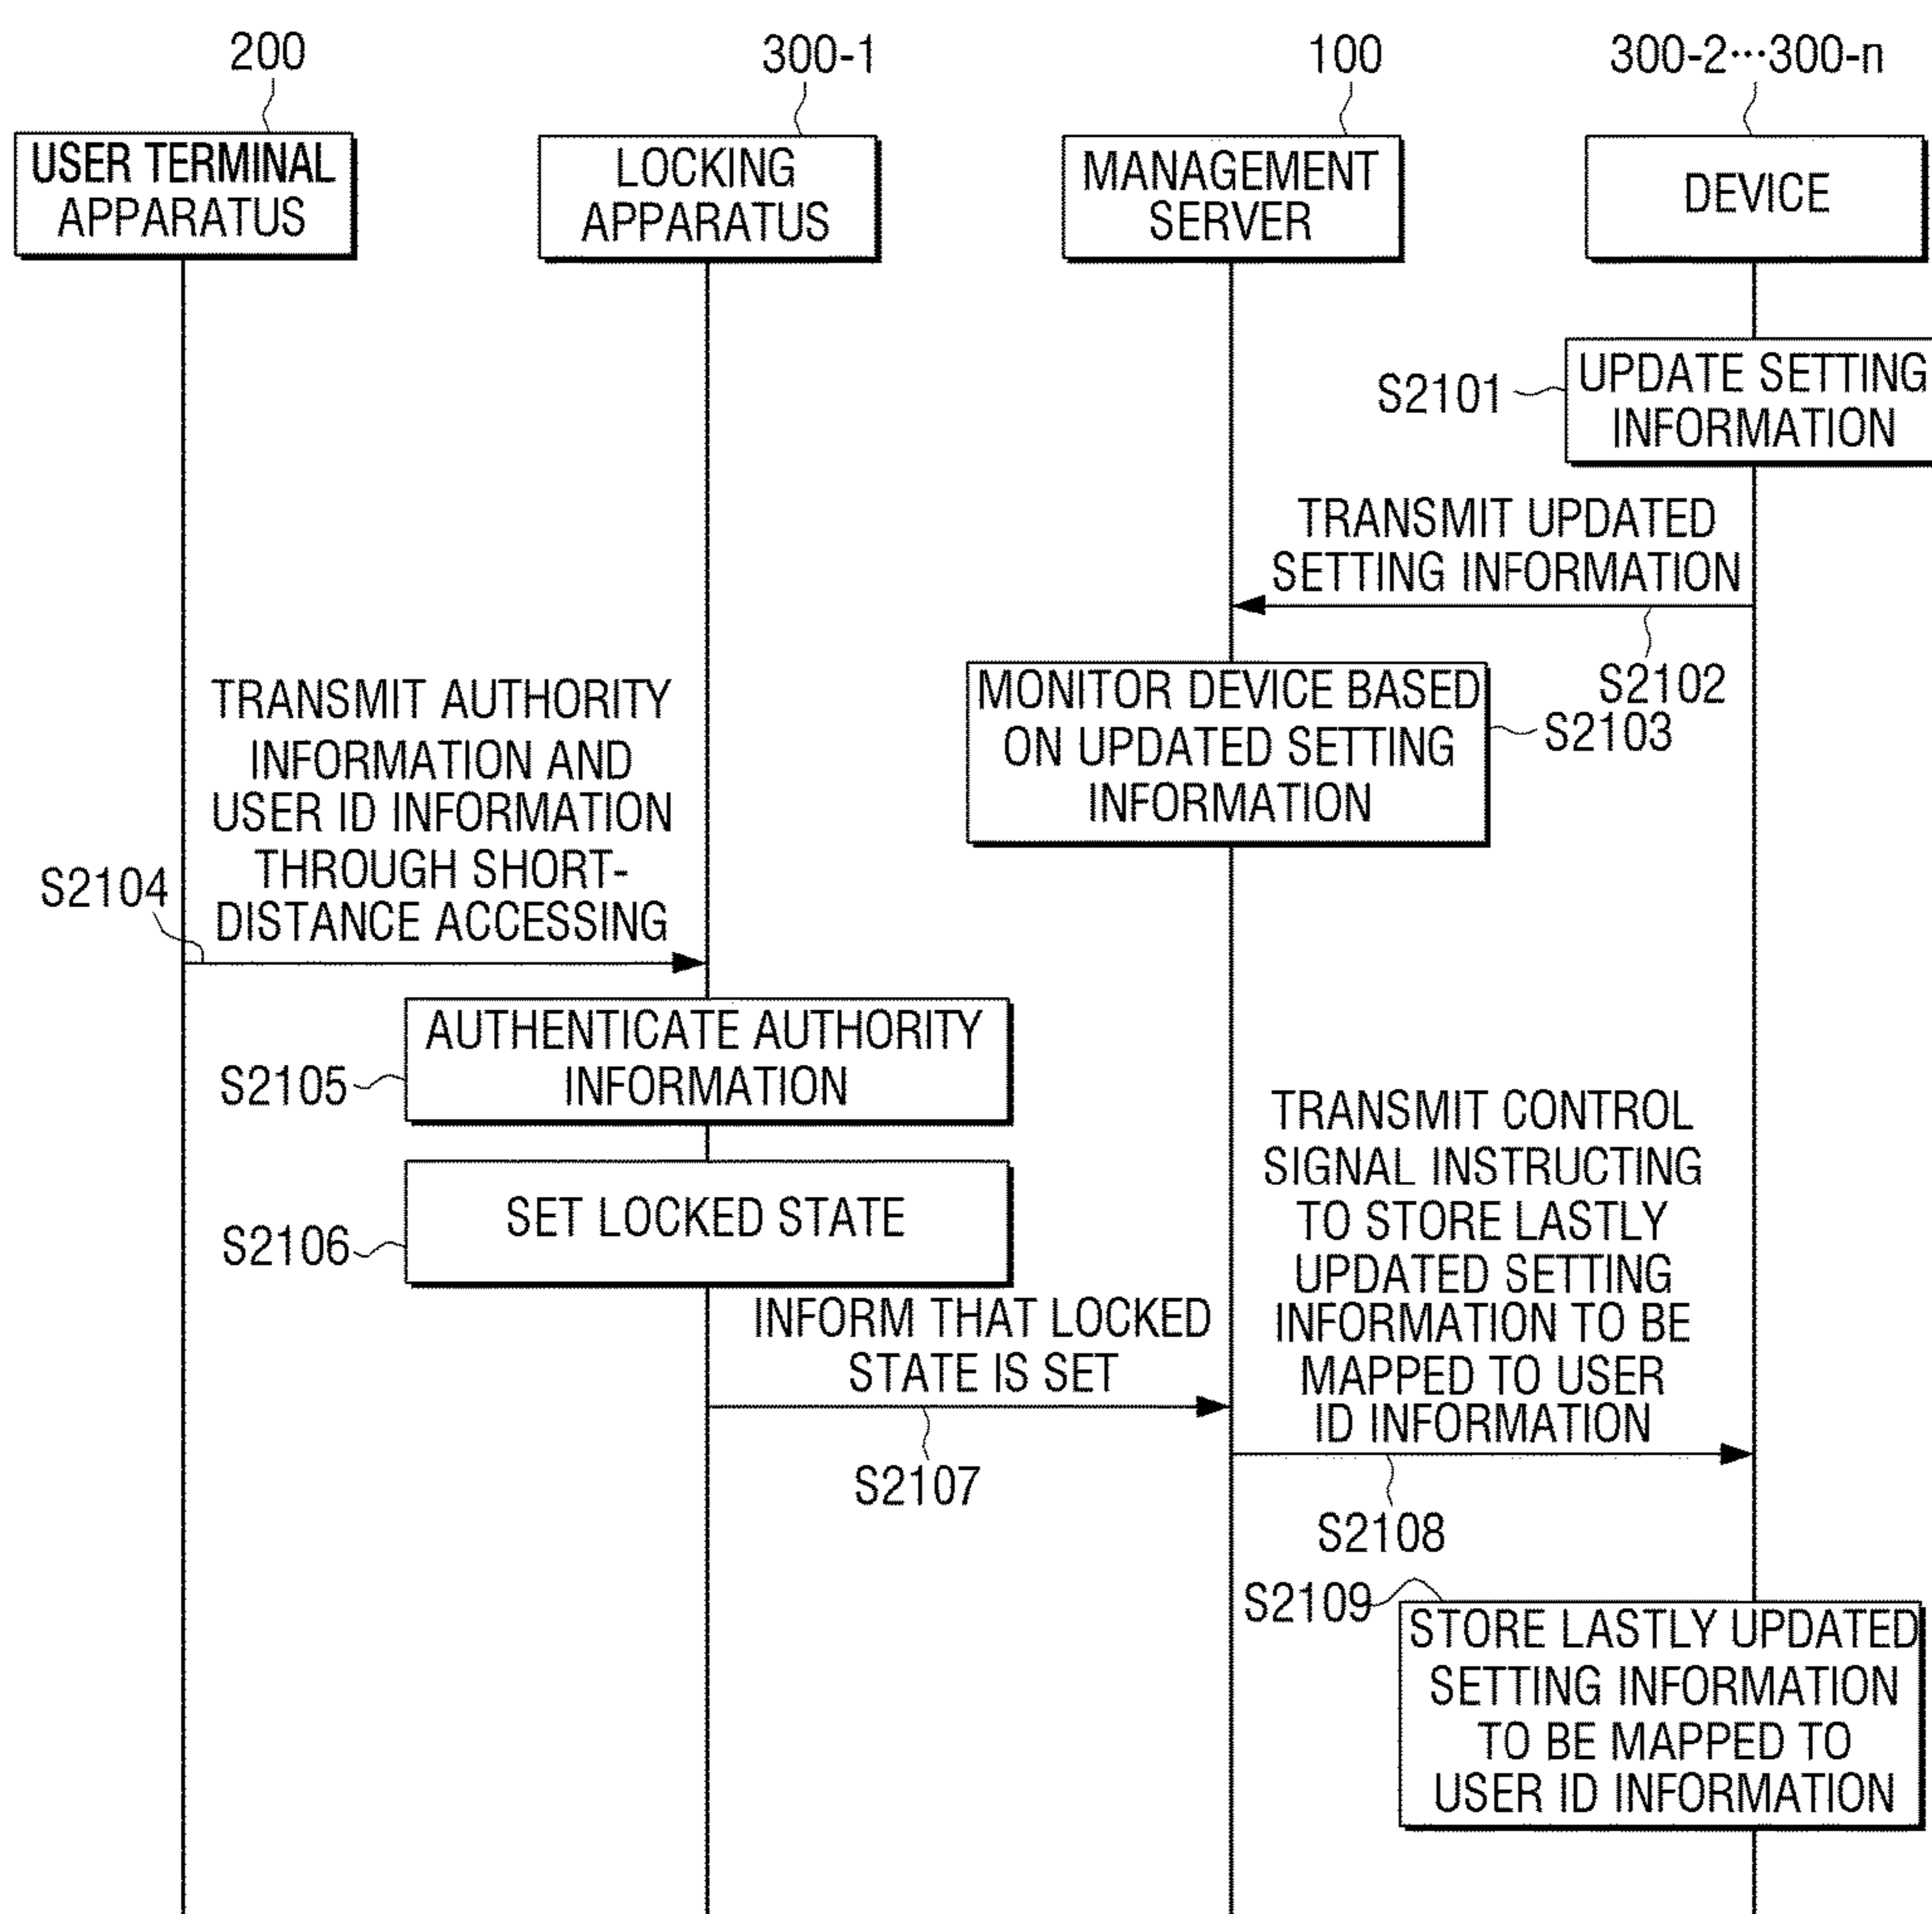 200
300-1
100
300-2···300-n
USER TERMINAL
APPARATUS
LOCKING
APPARATUS
MANAGEMENT
SERVER
DEVICE
S2101
UPDATE SETTING
INFORMATION
TRANSMIT UPDATED
SETTING INFORMATION
S2102
MONITOR DEVICE BASED
ON UPDATED SETTING
INFORMATION
S2103
TRANSMIT AUTHORITY
INFORMATION AND
USER ID INFORMATION
THROUGH SHORT-
DISTANCE ACCESSING
S2104
AUTHENTICATE AUTHORITY
INFORMATION
S2105
SET LOCKED STATE
S2106
INFORM THAT LOCKED
STATE IS SET
S2107
TRANSMIT CONTROL
SIGNAL INSTRUCTING
TO STORE LASTLY
UPDATED SETTING
INFORMATION TO BE
MAPPED TO USER
ID INFORMATION
S2108
S2109
STORE LASTLY UPDATED
SETTING INFORMATION
TO BE MAPPED TO
USER ID INFORMATION